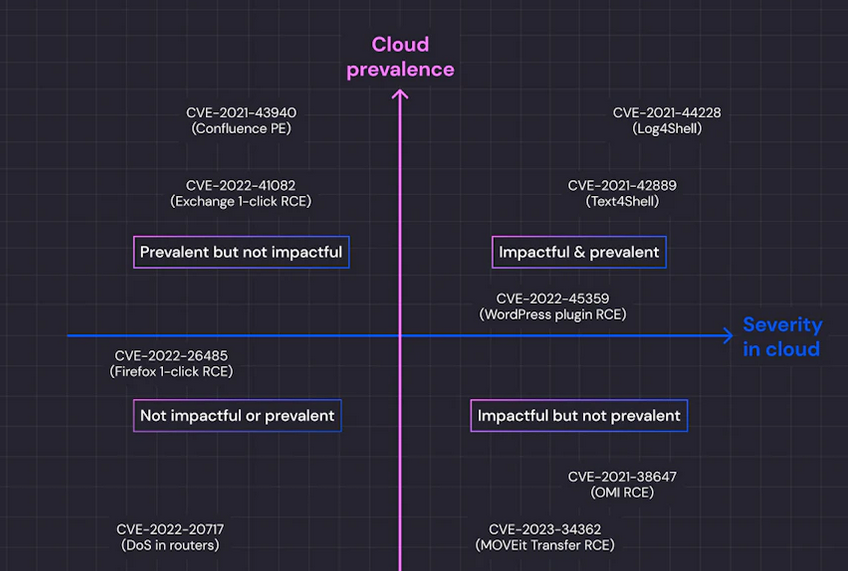 Cloud
prevalence
CVE-2021-43940
(Confluence PE)
CVE-2021-44228
(Log4Shell)
CVE-2022-41082
(Exchange 1-click RCE)
CVE-2021-42889
(Text4Shell)
Prevalent but not impactful
Impactful & prevalent
CVE-2022-45359
(WordPress plugin RCE)
Severity
in cloud
CVE-2022-26485
(Firefox 1-click RCE)
Not impactful or prevalent
Impactful but not prevalent
CVE-2021-38647
(OMI RCE)
CVE-2022-20717
(DoS in routers)
CVE-2023-34362
(MOVEit Transfer RCE)